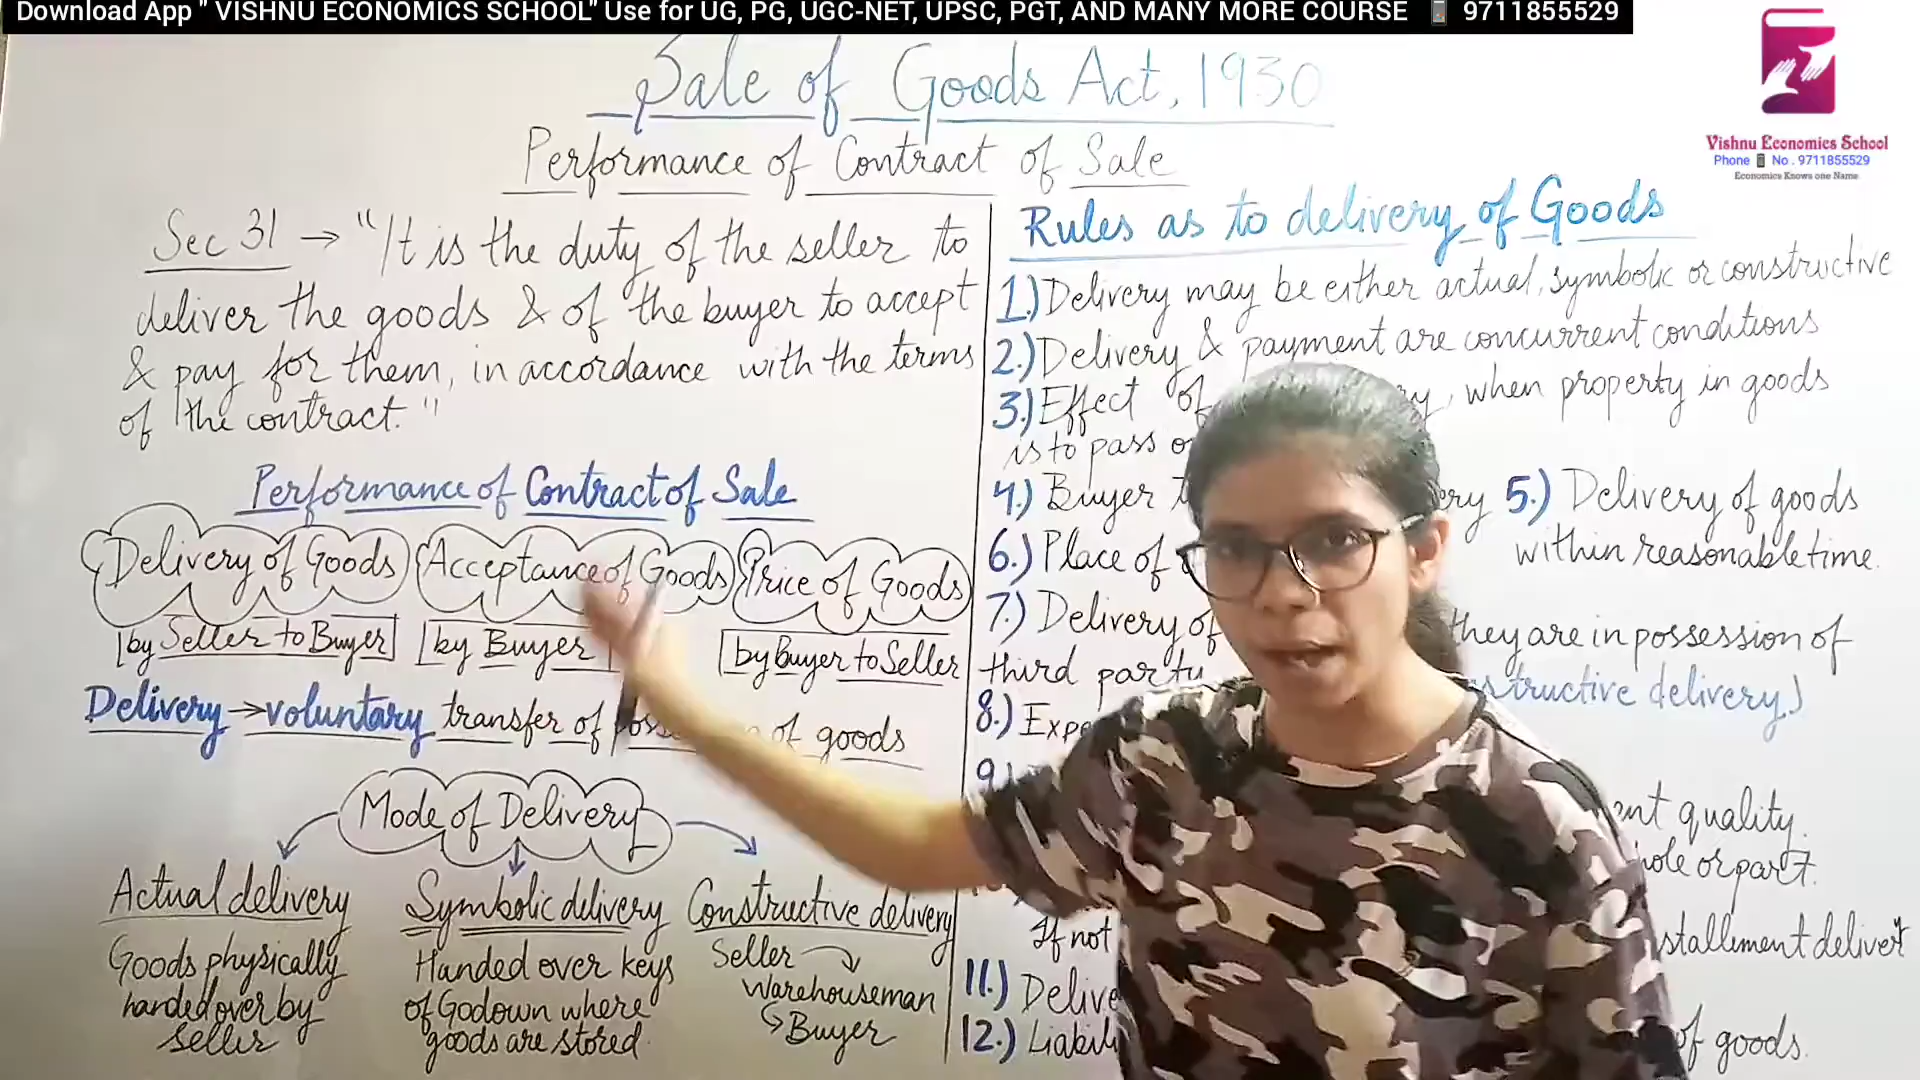 Download App " VISHNU ECONOMICS SCHOOL" Use for UG, PG, UGC-NET, UPSC, PGT, AND MANY MORE COURSE 9711855529
Vishnu Economics School
Phone No. 9711855529
Economics Knows one Name
Sale of Goods Act, 1930
Performance of Contract of Sale
Sec 31 → "It is the duty of the seller to
deliver the goods & of the buyer to accept
& pay for them, in accordance with the terms
of the contract."
Performance of Contract of Sale
Delivery of Goods Acceptance of Goods Price of Goods
by Seller to Buyer by Buyer by Buyer to Seller
Delivery → voluntary transfer of of goods
Mode of Delivery
Actual delivery Symbolic delivery Constructive delivery
Goods physically
handed over by
seller
Handed over keys
of Godown where
goods are stored.
Seller
Warehouseman
Buyer
Rules as to delivery of Goods
1.) Delivery may be either actual, symbolic or constructive
2.) Delivery & payment are concurrent conditions
3.) Effect of when property in goods
is to pass
4.) Buyer
5.) Delivery of goods
within reasonable time.
6.) Place of
7.) Delivery of they are in possession of
third party delivery)
8.)
9.) quality.
or part.
If not
11.)
12.) of goods.